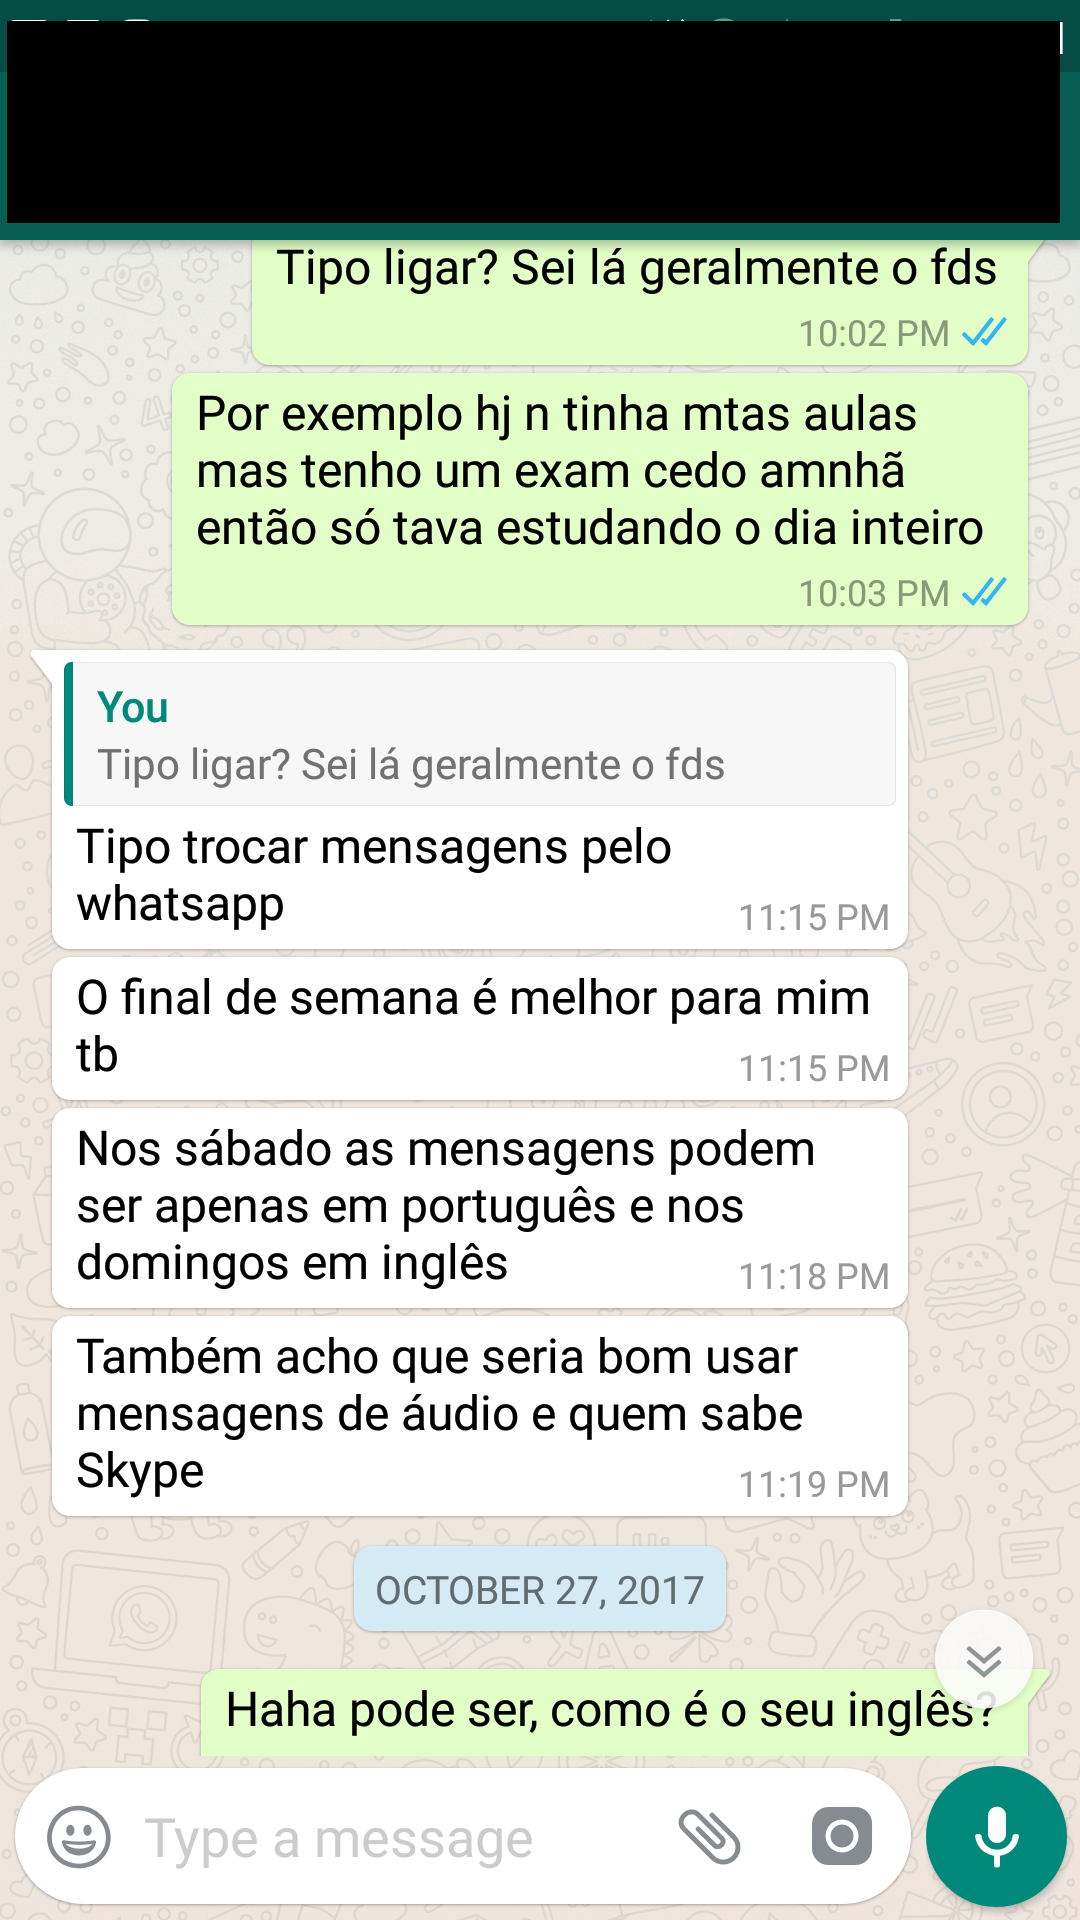 Tipo ligar? Sei lá geralmente o fds
10:02 PM
Por exemplo hj n tinha mtas aulas
mas tenho um exam cedo amnhã
então só tava estudando o dia inteiro
10:03 PM
You
Tipo ligar? Sei lá geralmente o fds
Tipo trocar mensagens pelo
whatsapp
11:15 PM
O final de semana é melhor para mim
tb
11:15 PM
Nos sábado as mensagens podem
ser apenas em português e nos
domingos em inglês
11:18 PM
Também acho que seria bom usar
mensagens de áudio e quem sabe
Skype
11:19 PM
OCTOBER 27, 2017
Haha pode ser, como é o seu inglês?
Type a message